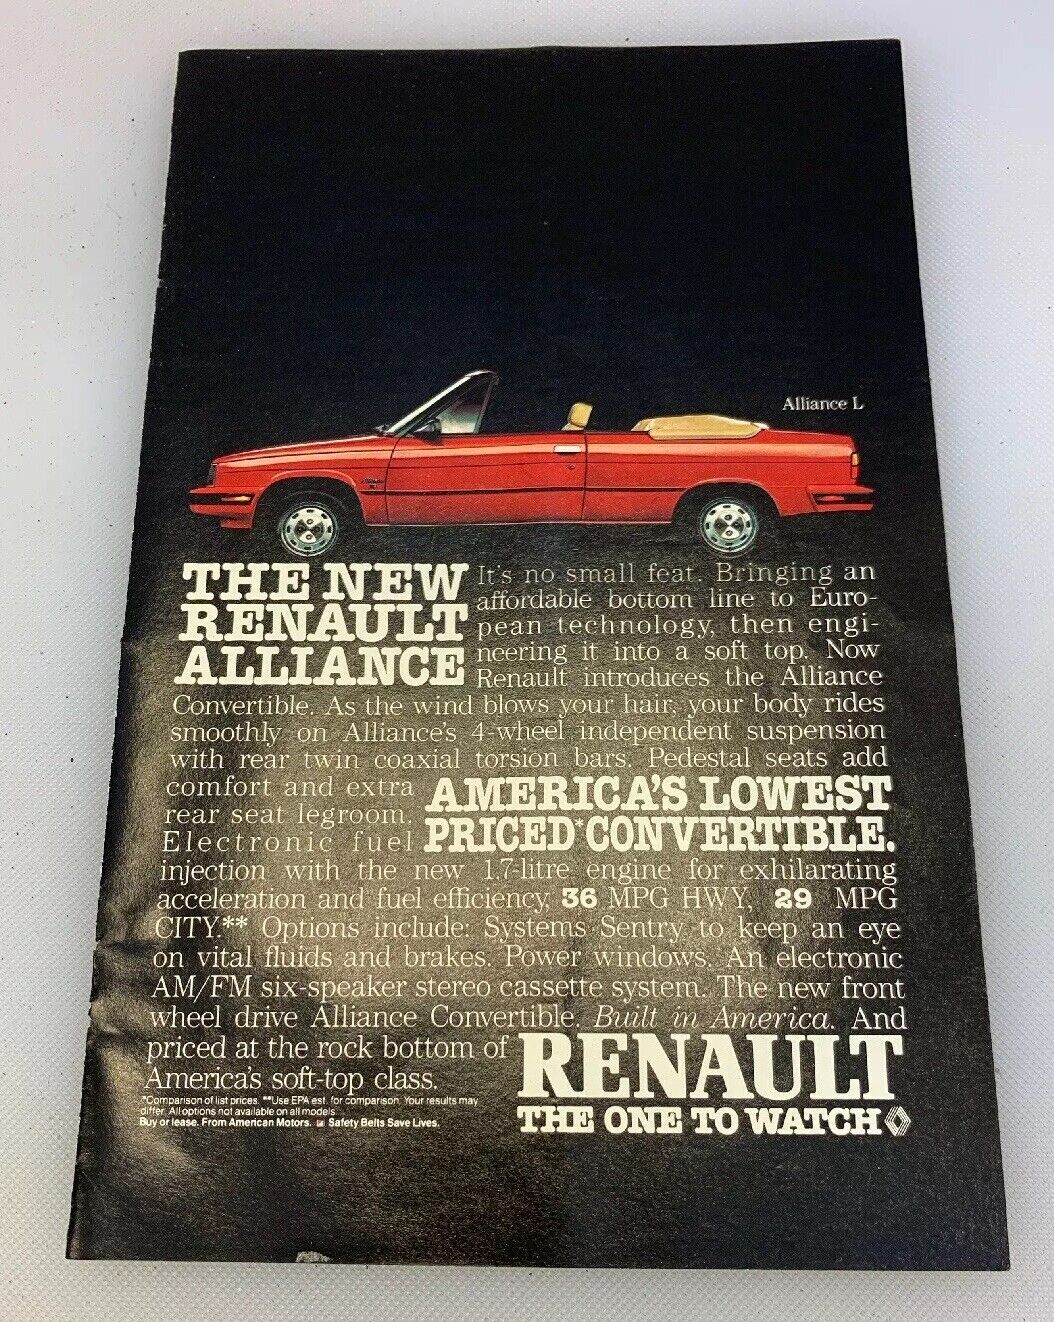 Alliance L
THE NEW
RENAULT
ALLIANCE
It's no small feat. Bringing an
affordable bottom line to Euro-
pean technology, then engi-
neering it into a soft top. Now
Renault introduces the Alliance
Convertible. As the wind blows your hair, your body rides
smoothly on Alliance's 4-wheel independent suspension
with rear twin coaxial torsion bars. Pedestal seats add
comfort and extra
rear seat legroom.
Electronic fuel
AMERICA'S LOWEST
PRICED* CONVERTIBLE.
injection with the new 1.7-litre engine for exhilarating
acceleration and fuel efficiency, 36 MPG HWY, 29 MPG
CITY.** Options include: Systems Sentry, to keep an eye
on vital fluids and brakes. Power windows. An electronic
AM/FM six-speaker stereo cassette system. The new front
wheel drive Alliance Convertible. Built in America. And
priced at the rock bottom of
America's soft-top class.
*Comparison of list prices. **Use EPA est. for comparison. Your results may
differ. All options not available on all models.
Buy or lease. From American Motors. Safety Belts Save Lives.
RENAULT
THE ONE TO WATCH